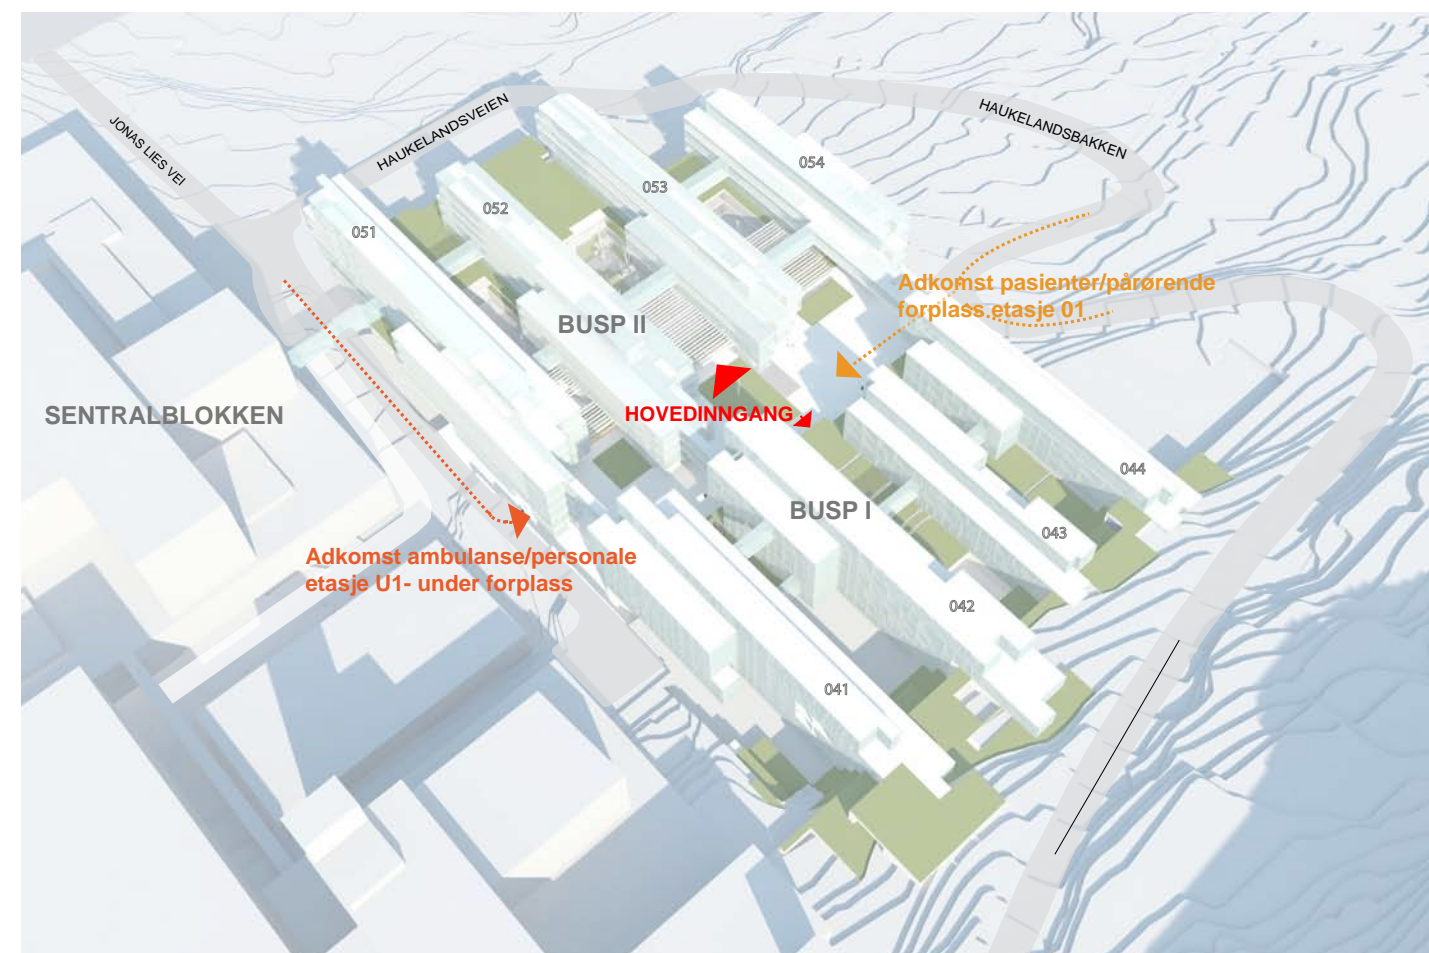 JONAS LIES VEI
HAUKELANDSVEIEN
HAUKELANDSBAKKEN
054
053
052
051
Adkomst pasienter/pårørende
forplass.etasje 01
BUSP II
SENTRALBLOKKEN
HOVEDINNGANG
044
BUSP I
043
Adkomst ambulanse/personale
etasje U1- under forplass
042
041